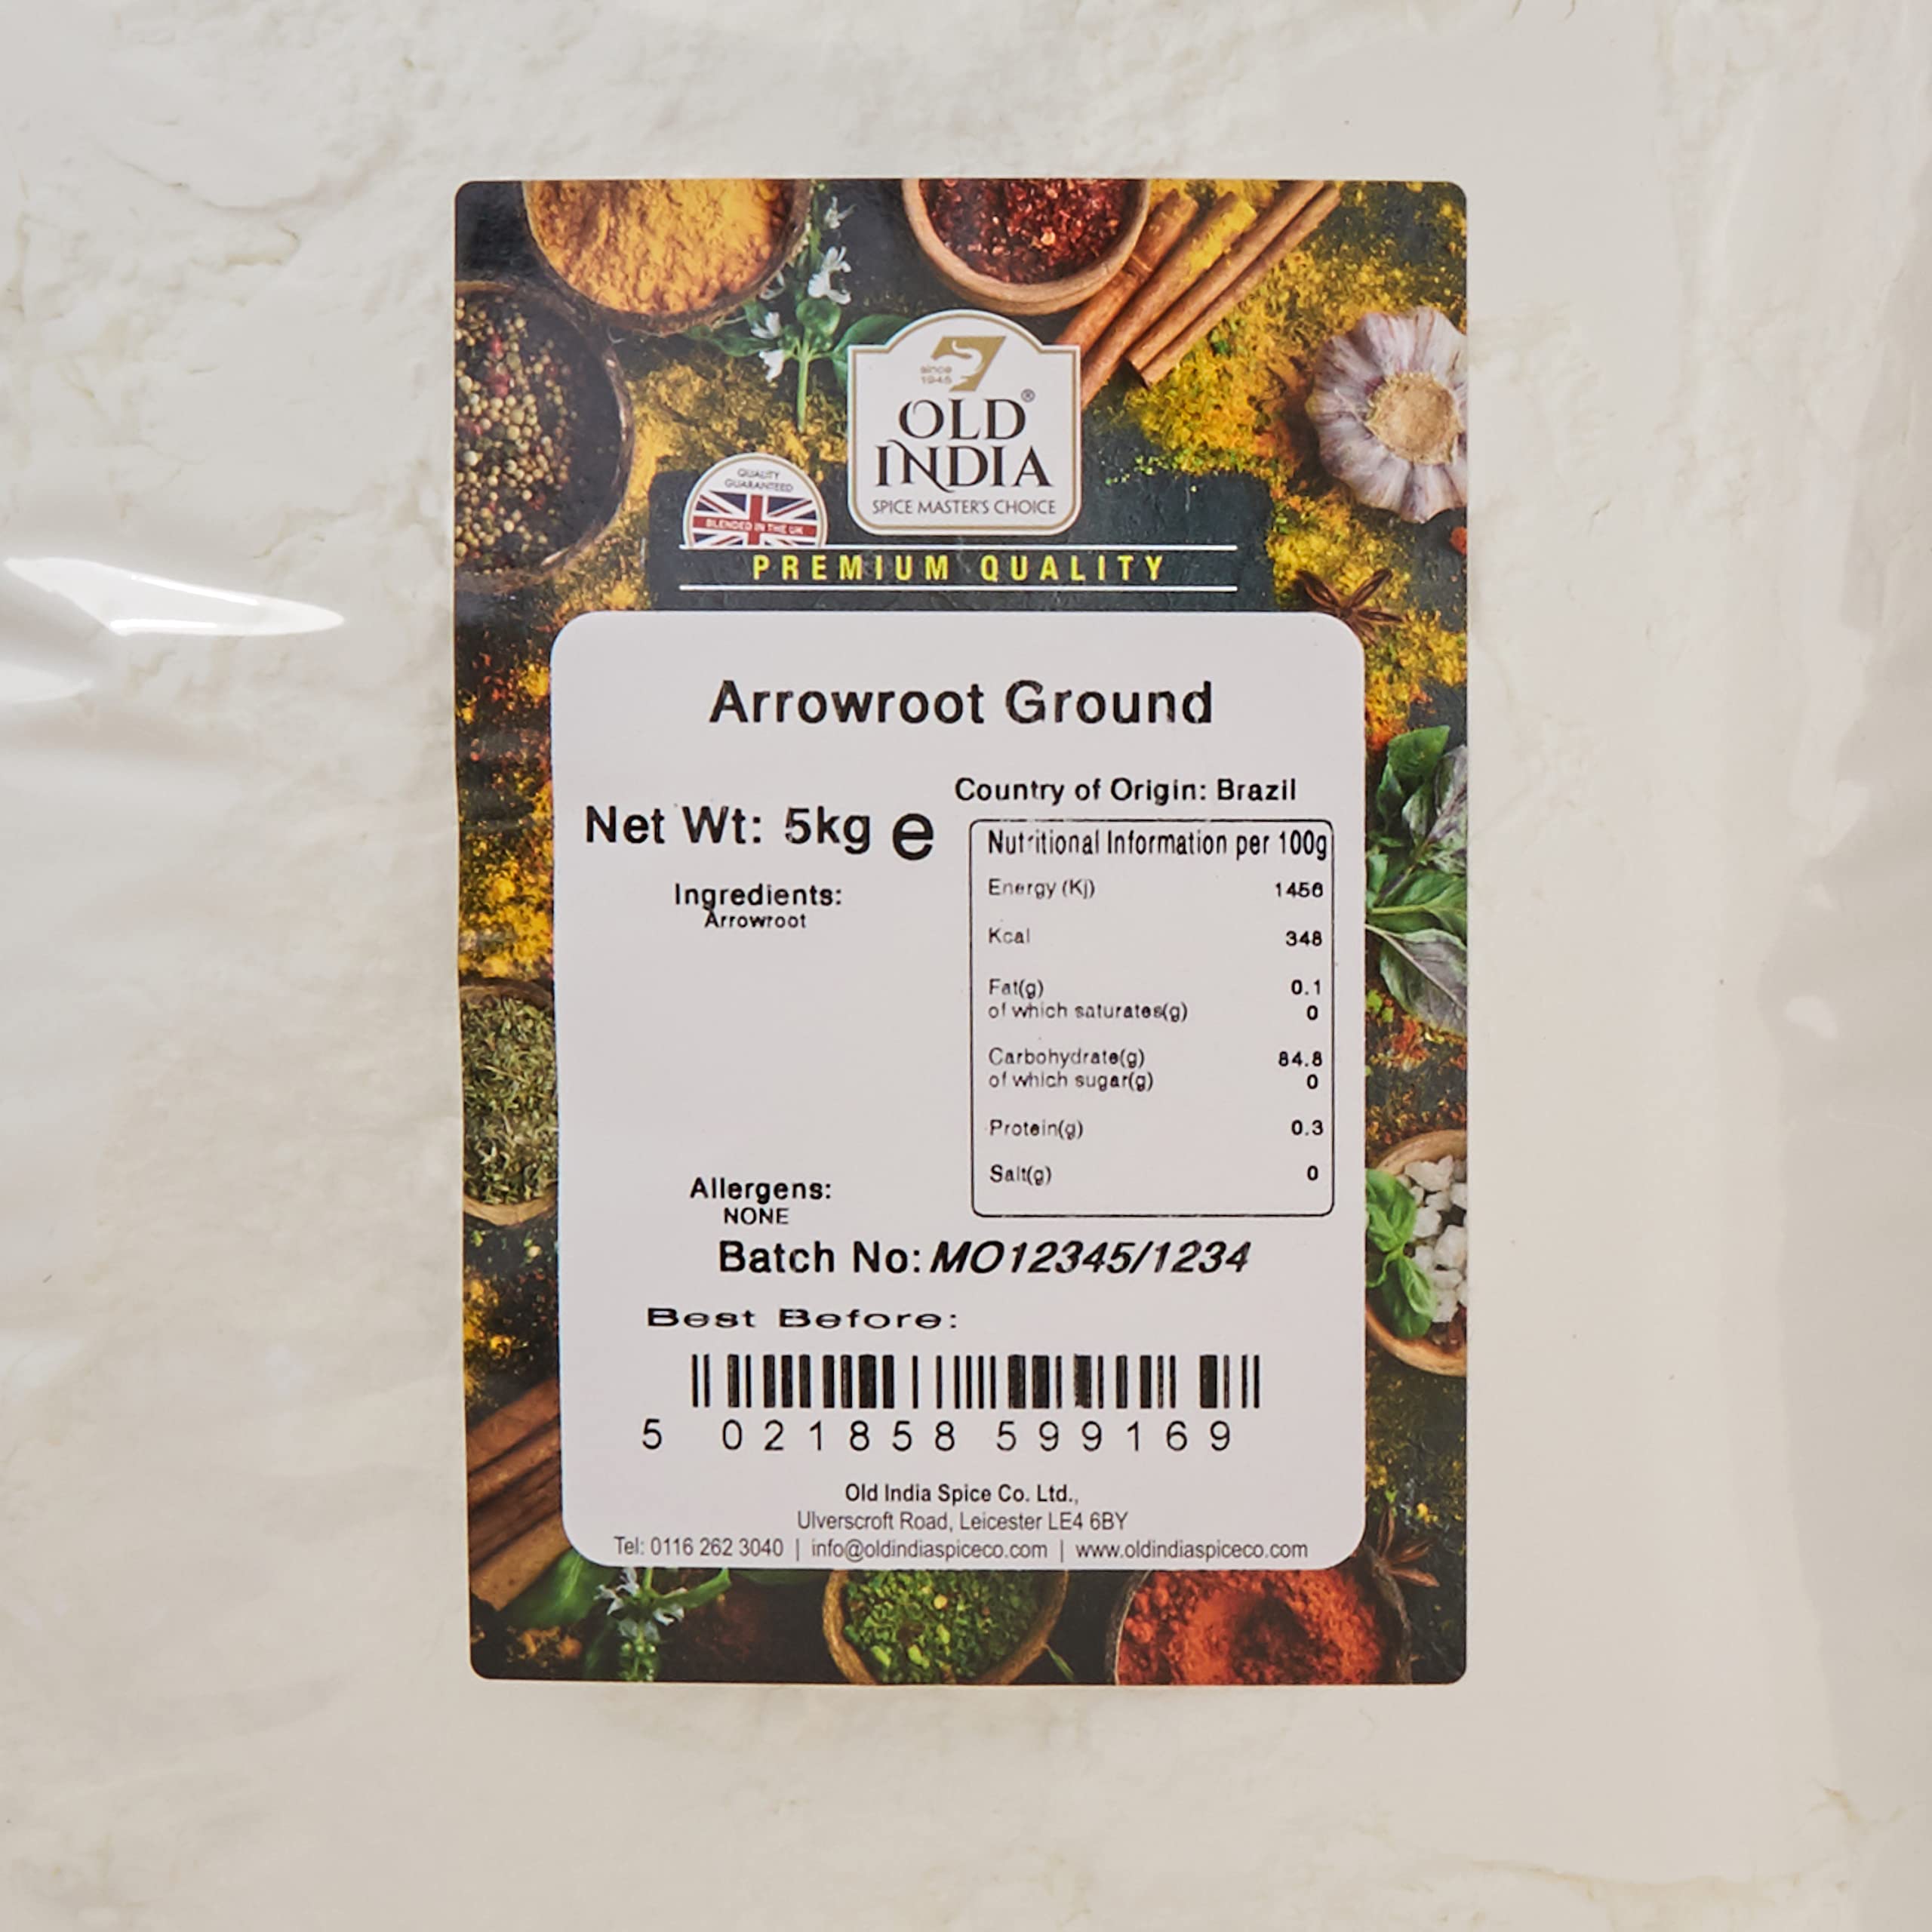 since
1945
OLD®
INDIA
SPICE MASTER'S CHOICE
QUALITY
GUARANTEED
BLENDED IN THE UK
PREMIUM QUALITY
Arrowroot Ground
Country of Origin: Brazil
Net Wt: 5kg e
Nutritional Information per 100g
Energy (Kj) 1456
Kcal 348
Fat(g) 0.1
of which saturates(g) 0
Carbohydrate(g) 84.8
of which sugar(g) 0
Protein(g) 0.3
Salt(g) 0
Ingredients:
Arrowroot
Allergens:
NONE
Batch No: MO12345/1234
Best Before:
5 021858 599169
Old India Spice Co. Ltd.,
Ulverscroft Road, Leicester LE4 6BY
Tel: 0116 262 3040 | info@oldindiaspiceco.com | www.oldindiaspiceco.com